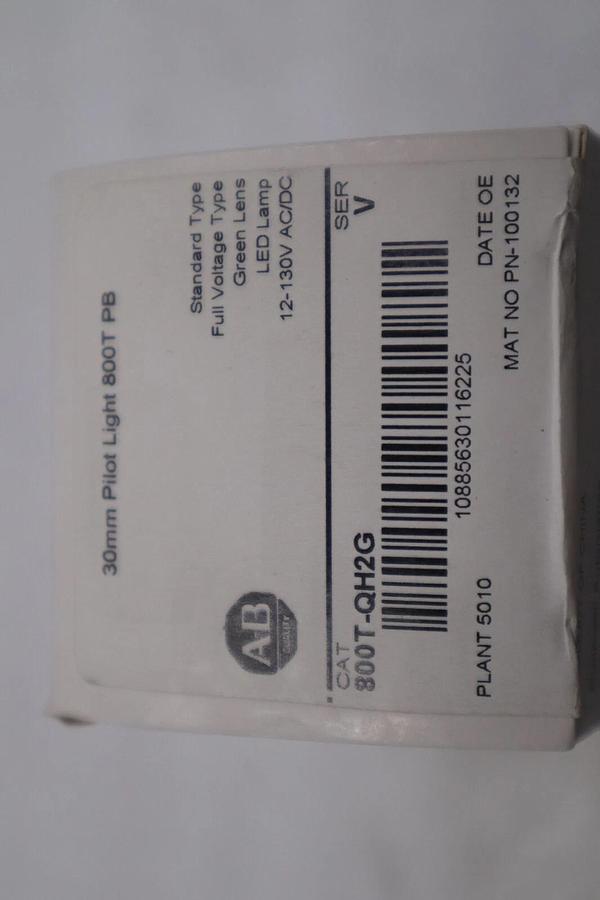 30mm Pilot Light 800T PB
Standard Type
Full Voltage Type
Green Lens
LED Lamp
12-130V AC/DC
AB
QUALITY
CAT
800T-QH2G
SER
V
10885630116225
PLANT 5010
DATE OE
MAT NO PN-100132